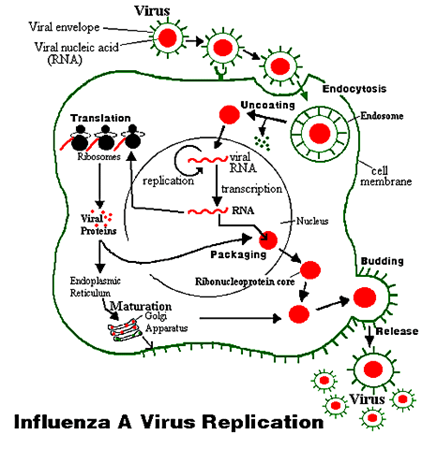 Virus
Viral envelope
Viral nucleic acid
(RNA)
Endocytosis
Uncoating
Endosome
Translation
Ribosomes
viral
RNA
replication
transcription
cell
membrane
RNA
Nucleus
Viral
Proteins
Packaging
Budding
Ribonucleoprotein core
Endoplasmic
Reticulum
Maturation
Golgi
Apparatus
Release
Virus
Influenza A Virus Replication